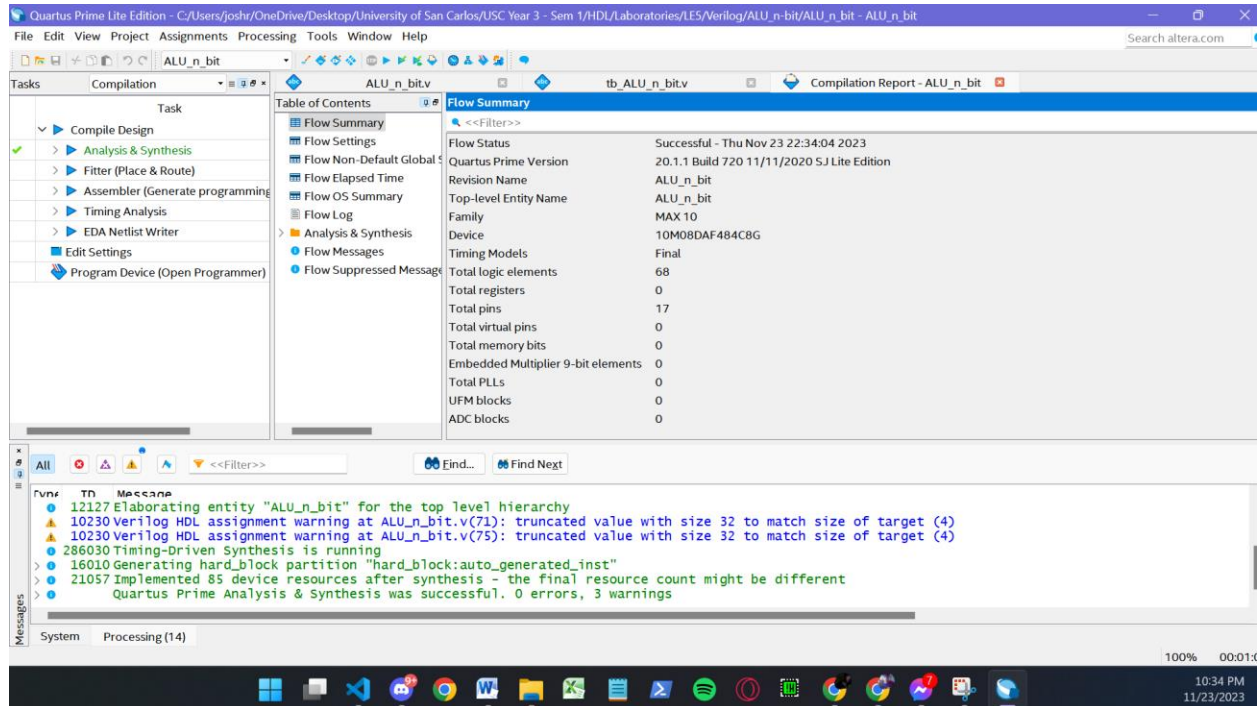 Quartus Prime Lite Edition - C:/Users/joshr/OneDrive/Desktop/University of San Carlos/USC Year 3 - Sem 1/HDL/Laboratories/LE5/Verilog/ALU_n-bit/ALU_n_bit - ALU_n_bit
File Edit View Project Assignments Processing Tools Window Help
Search altera.com
ALU_n_bit
Tasks Compilation
ALU_n_bit.v tb_ALU_n_bit.v Compilation Report - ALU_n_bit
Task
Compile Design
Analysis & Synthesis
Fitter (Place & Route)
Assembler (Generate programming
Timing Analysis
EDA Netlist Writer
Edit Settings
Program Device (Open Programmer)
Table of Contents
Flow Summary
Flow Settings
Flow Non-Default Global S
Flow Elapsed Time
Flow OS Summary
Flow Log
Analysis & Synthesis
Flow Messages
Flow Suppressed Message
Flow Summary
<<Filter>>
Flow Status Successful - Thu Nov 23 22:34:04 2023
Quartus Prime Version 20.1.1 Build 720 11/11/2020 SJ Lite Edition
Revision Name ALU_n_bit
Top-level Entity Name ALU_n_bit
Family MAX 10
Device 10M08DAF484C8G
Timing Models Final
Total logic elements 68
Total registers 0
Total pins 17
Total virtual pins 0
Total memory bits 0
Embedded Multiplier 9-bit elements 0
Total PLLs 0
UFM blocks 0
ADC blocks 0
All <<Filter>> Find... Find Next
Type ID Message
12127 Elaborating entity "ALU_n_bit" for the top level hierarchy
10230 Verilog HDL assignment warning at ALU_n_bit.v(71): truncated value with size 32 to match size of target (4)
10230 Verilog HDL assignment warning at ALU_n_bit.v(75): truncated value with size 32 to match size of target (4)
286030 Timing-Driven Synthesis is running
16010 Generating hard_block partition "hard_block:auto_generated_inst"
21057 Implemented 85 device resources after synthesis - the final resource count might be different
Quartus Prime Analysis & Synthesis was successful. 0 errors, 3 warnings
Messages
System Processing (14)
100% 00:01:0
10:34 PM
11/23/2023